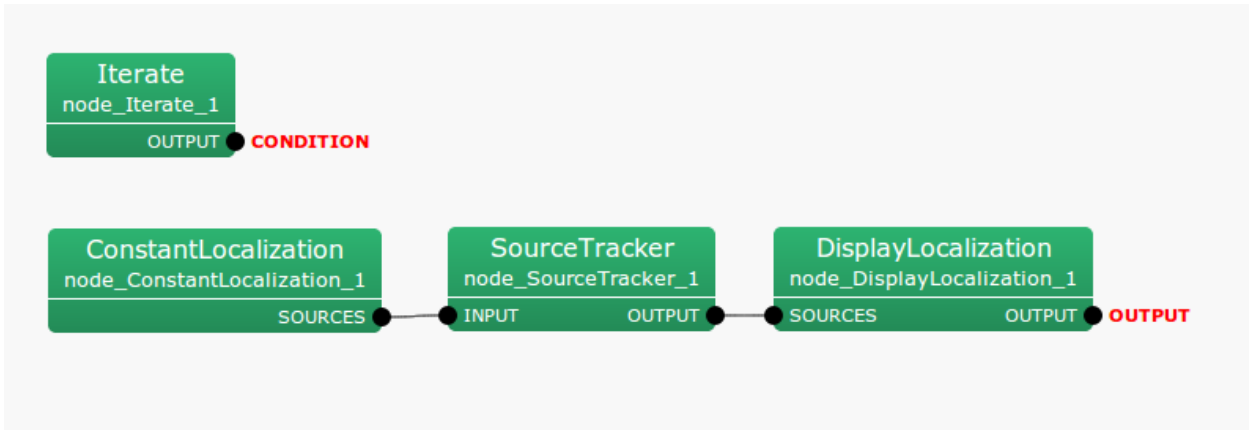 Iterate
node_Iterate_1
OUTPUT CONDITION
ConstantLocalization
node_ConstantLocalization_1
SOURCES
SourceTracker
node_SourceTracker_1
INPUT OUTPUT
DisplayLocalization
node_DisplayLocalization_1
SOURCES OUTPUT OUTPUT